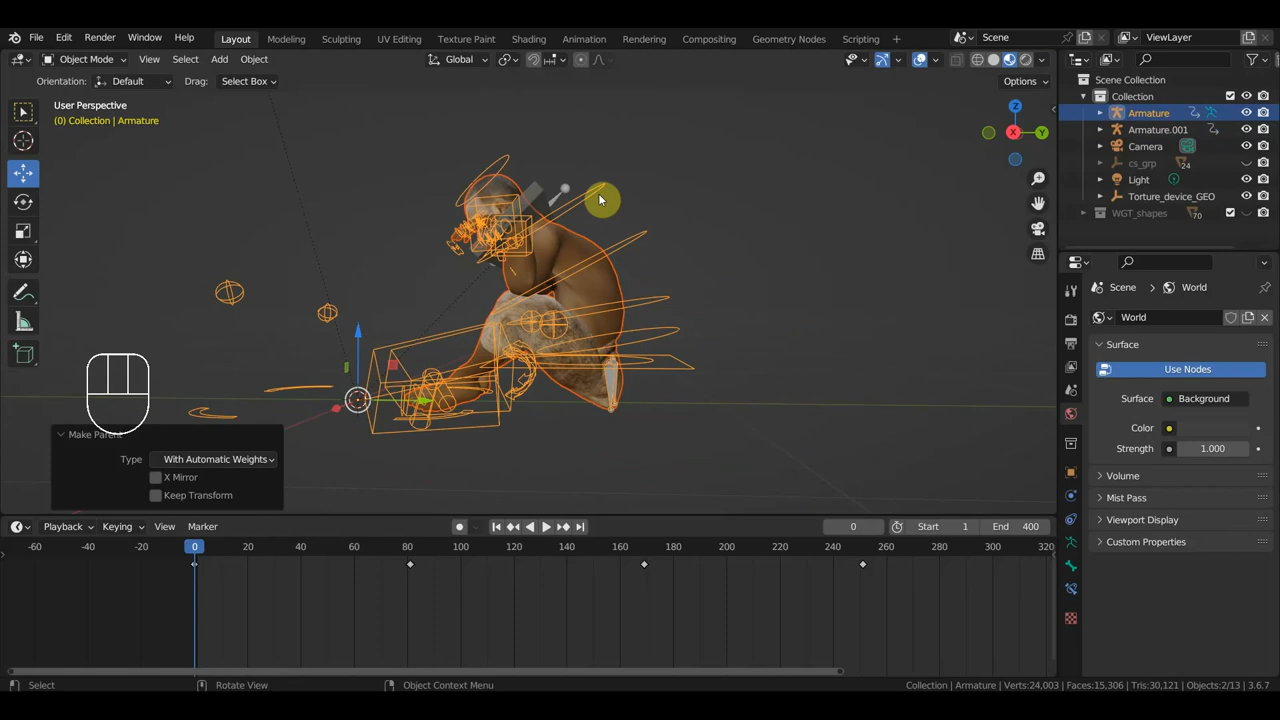 File Edit Render Window Help Layout Modeling Sculpting UV Editing Texture Paint Shading Animation Rendering Compositing Geometry Nodes Scripting + Scene ViewLayer
Object Mode View Select Add Object Global Options
Orientation: Default Drag: Select Box
User Perspective
(0) Collection | Armature
Z
Y
X
Scene Collection
Collection
Armature
Armature.001
Camera
cs_grp 24
Light
Torture_device_GEO
WGT_shapes 70
Scene > World
World
Surface
Use Nodes
Surface Background
Color
Strength 1.000
Volume
Mist Pass
Viewport Display
Custom Properties
Make Parent
Type With Automatic Weights
X Mirror
Keep Transform
Playback Keying View Marker 0 Start 1 End 400
-60 -40 -20 0 20 40 60 80 100 120 140 160 180 200 220 240 260 280 300 320
Select Rotate View Object Context Menu Collection | Armature | Verts:24,003 | Faces:15,306 | Tris:30,121 | Objects:2/13 | 3.6.7